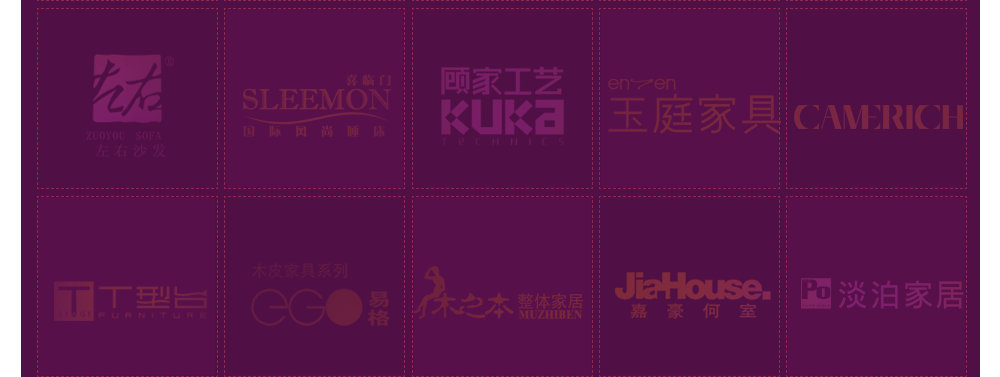 左右
®
ZUOYOU SOFA
左右沙发
喜临门
SLEEMON
国际风尚睡床
顾家工艺
KUKa
TECHNICS
玉庭家具
CAMERICH
T型台
FURNITURE
木皮家具系列
eGO
易格
木之本
整体家居
MUZHIBEN
JiaHouse.
嘉豪何室
Po
淡泊家居